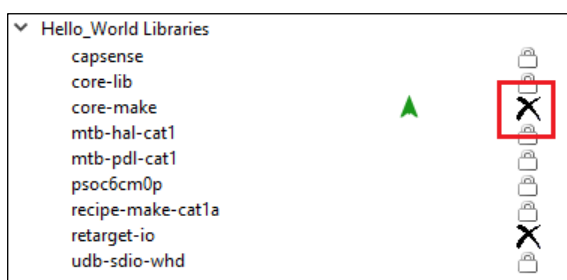 Hello_World Libraries
capsense
core-lib
core-make
mtb-hal-cat1
mtb-pdl-cat1
psoc6cm0p
recipe-make-cat1a
retarget-io
udb-sdio-whd